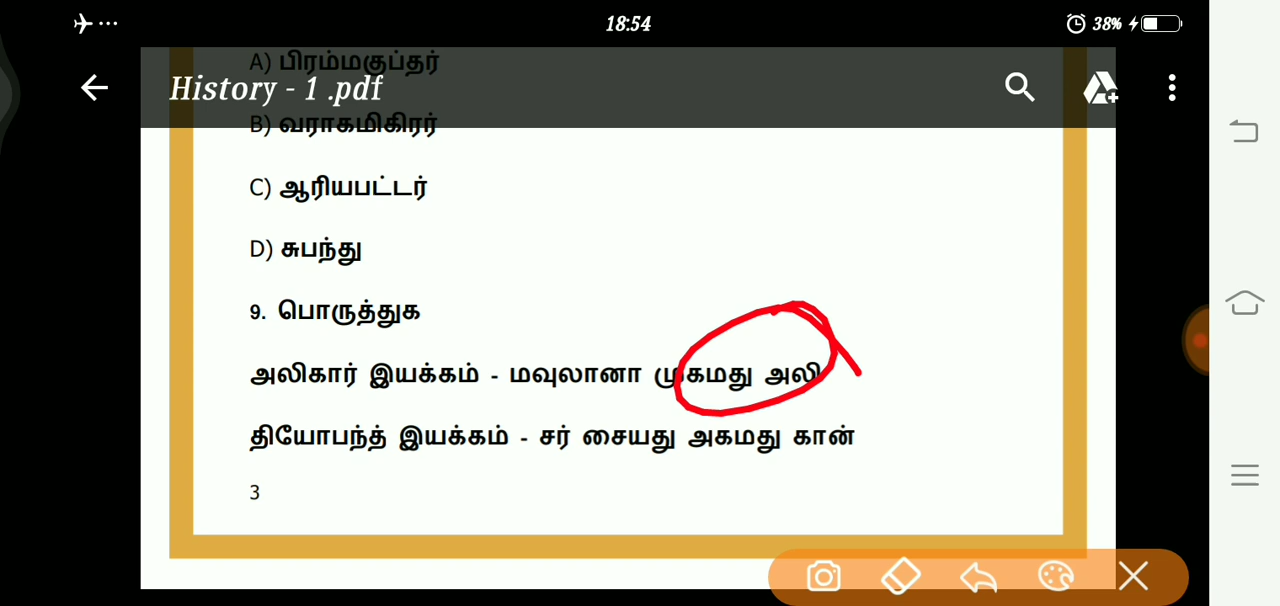 18:54
38%
A) பிரம்மகுப்தர்
History - 1 .pdf
B) வராகமிகிரர்
C) ஆரியபட்டர்
D) சுபந்து
9. பொருத்துக
அலிகார் இயக்கம் - மவுலானா முகமது அலி
தியோபந்த் இயக்கம் - சர் சையது அகமது கான்
3